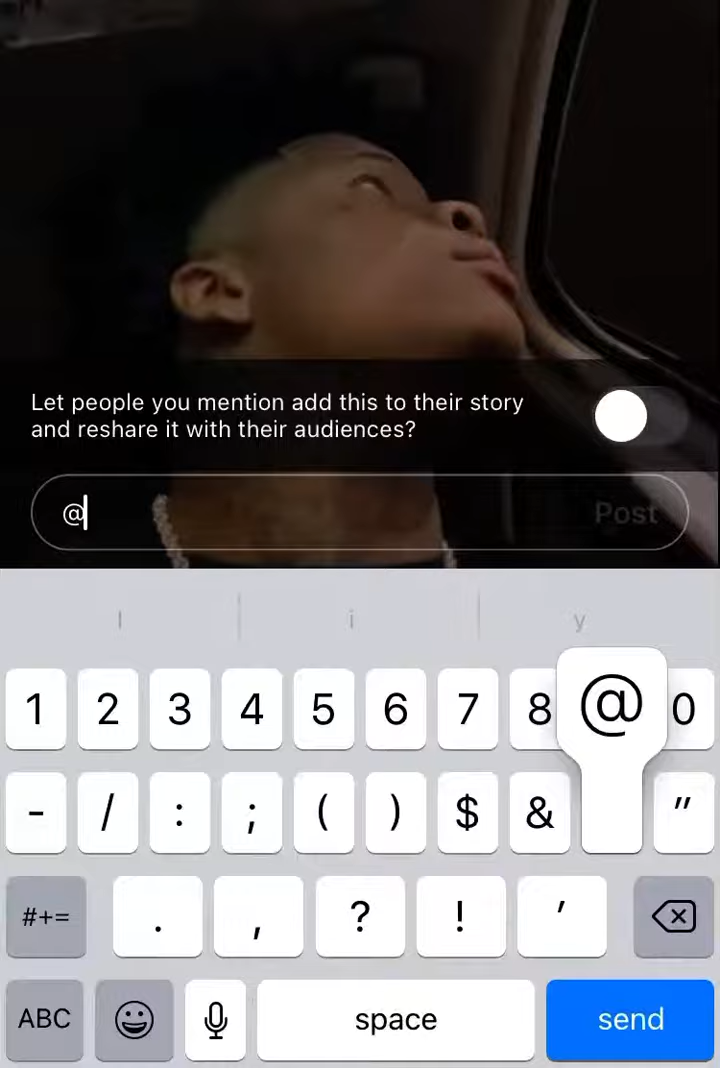 Let people you mention add this to their story
and reshare it with their audiences?
@ Post
I i y
1 2 3 4 5 6 7 8 @ 0
- / : ; ( ) $ & "
#+= . , ? ! '
ABC space send